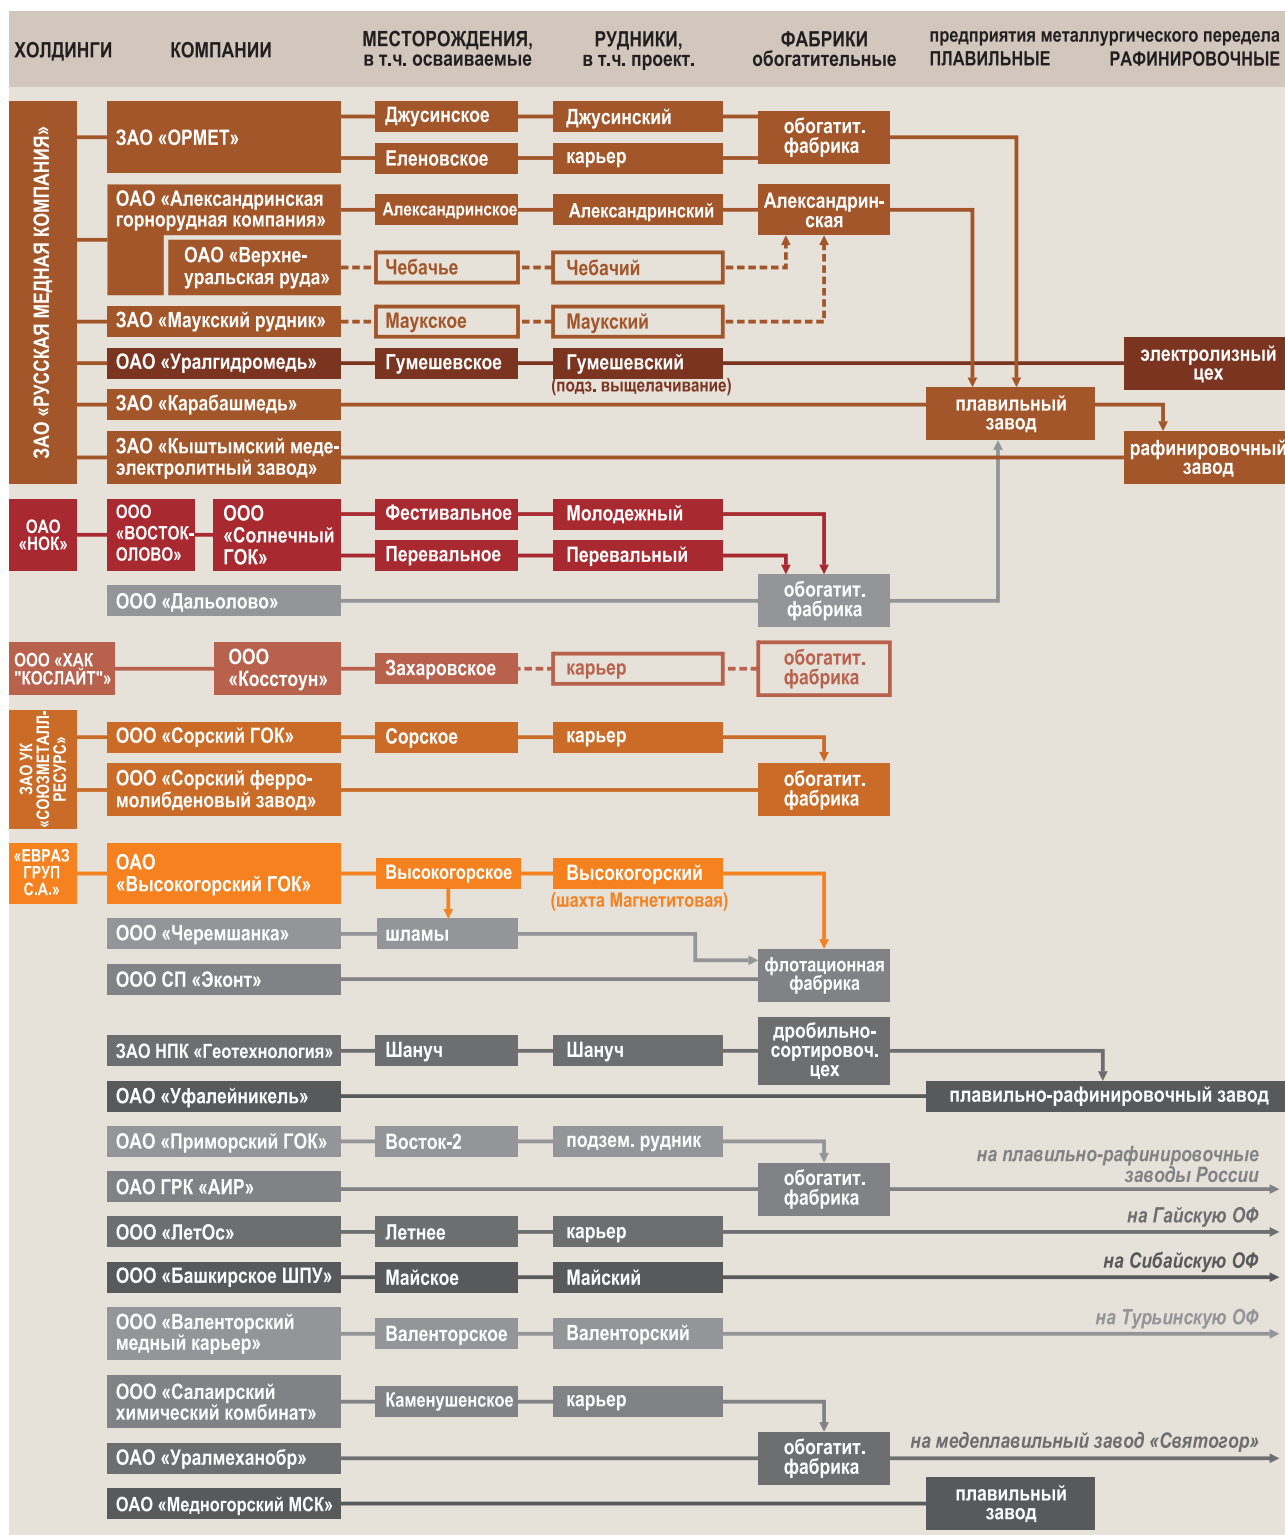 ХОЛДИНГИ
КОМПАНИИ
МЕСТОРОЖДЕНИЯ,
в т.ч. осваиваемые
РУДНИКИ,
в т.ч. проект.
ФАБРИКИ
обогатительные
предприятия металлургического передела
ПЛАВИЛЬНЫЕ
РАФИНИРОВОЧНЫЕ
ЗАО «РУССКАЯ МЕДНАЯ КОМПАНИЯ»
ЗАО «ОРМЕТ»
Джусинское
Джусинский
Еленовское
карьер
обогатит.
фабрика
ОАО «Александринская
горнорудная компания»
Александринское
Александринский
Александрин-
ская
ОАО «Верхне-
уральская руда»
Чебачье
Чебачий
ЗАО «Маукский рудник»
Маукское
Маукский
ОАО «Уралгидромедь»
Гумешевское
Гумешевский
(подз. выщелачивание)
электролизный
цех
ЗАО «Карабашмедь»
плавильный
завод
ЗАО «Кыштымский меде-
электролитный завод»
рафинировочный
завод
ОАО
«НОК»
ООО
«ВОСТОК-
ОЛОВО»
ООО
«Солнечный
ГОК»
Фестивальное
Молодежный
Перевальное
Перевальный
ООО «Дальолово»
обогатит.
фабрика
ООО «ХАК
"КОСЛАЙТ"»
ООО
«Косстоун»
Захаровское
карьер
обогатит.
фабрика
ЗАО УК
«СОЮЗМЕТАЛЛ-
РЕСУРС»
ООО «Сорский ГОК»
Сорское
карьер
ООО «Сорский ферро-
молибденовый завод»
обогатит.
фабрика
«ЕВРАЗ
ГРУП
С.А.»
ОАО
«Высокогорский ГОК»
Высокогорское
Высокогорский
(шахта Магнетитовая)
ООО «Черемшанка»
шламы
ООО СП «Эконт»
флотационная
фабрика
ЗАО НПК «Геотехнология»
Шануч
Шануч
дробильно-
сортировоч.
цех
ОАО «Уфалейникель»
плавильно-рафинировочный завод
ОАО «Приморский ГОК»
Восток-2
подзем. рудник
на плавильно-рафинировочные
заводы России
ОАО ГРК «АИР»
обогатит.
фабрика
ООО «ЛетОс»
Летнее
карьер
на Гайскую ОФ
ООО «Башкирское ШПУ»
Майское
Майский
на Сибайскую ОФ
ООО «Валенторский
медный карьер»
Валенторское
Валенторский
на Турьинскую ОФ
ООО «Салаирский
химический комбинат»
Каменушенское
карьер
ОАО «Уралмеханобр»
обогатит.
фабрика
на медеплавильный завод «Святогор»
ОАО «Медногорский МСК»
плавильный
завод